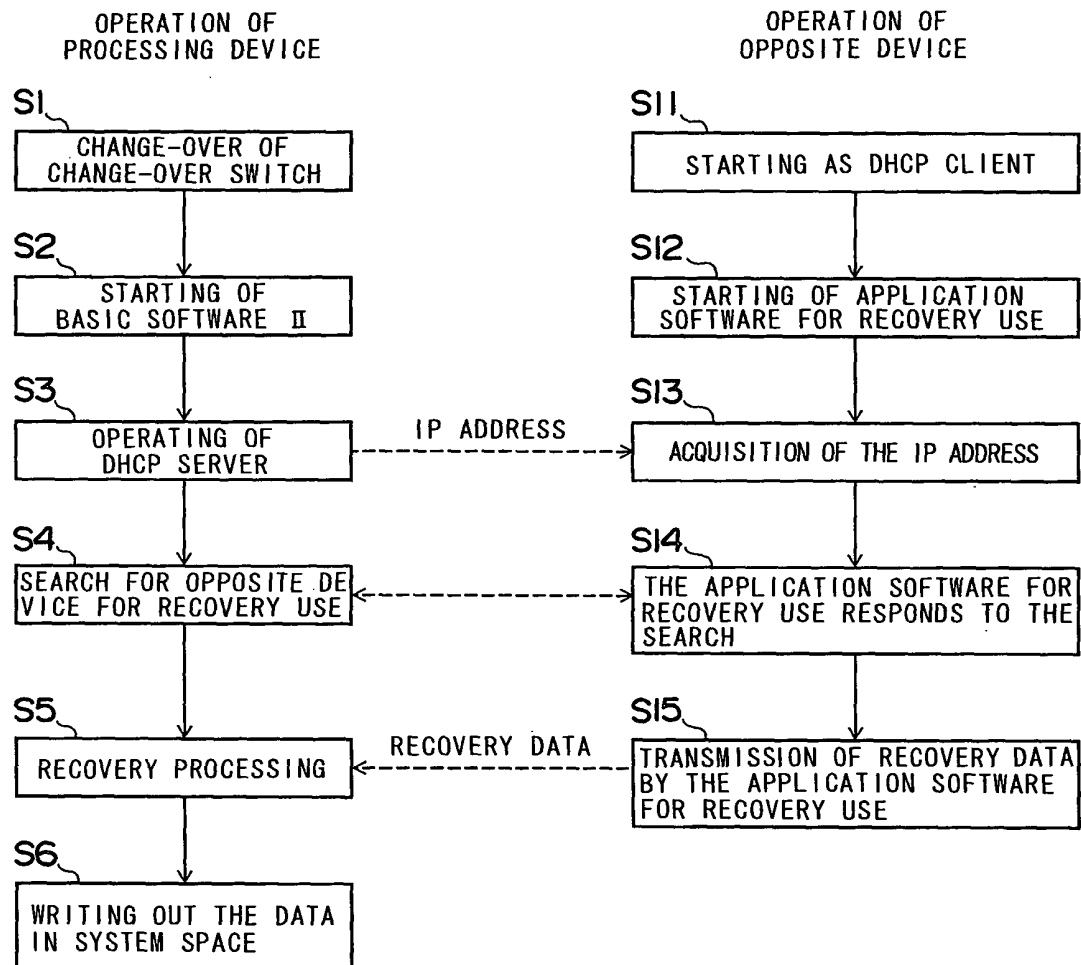 OPERATION OF
PROCESSING DEVICE
S1
CHANGE-OVER OF
CHANGE-OVER SWITCH
S2
STARTING OF
BASIC SOFTWARE II
S3
OPERATING OF
DHCP SERVER
IP ADDRESS
S4
SEARCH FOR OPPOSITE DE
VICE FOR RECOVERY USE
S5
RECOVERY PROCESSING
RECOVERY DATA
S6
WRITING OUT THE DATA
IN SYSTEM SPACE
OPERATION OF
OPPOSITE DEVICE
S11
STARTING AS DHCP CLIENT
S12
STARTING OF APPLICATION
SOFTWARE FOR RECOVERY USE
S13
ACQUISITION OF THE IP ADDRESS
S14
THE APPLICATION SOFTWARE FOR
RECOVERY USE RESPONDS TO THE
SEARCH
S15
TRANSMISSION OF RECOVERY DATA
BY THE APPLICATION SOFTWARE
FOR RECOVERY USE